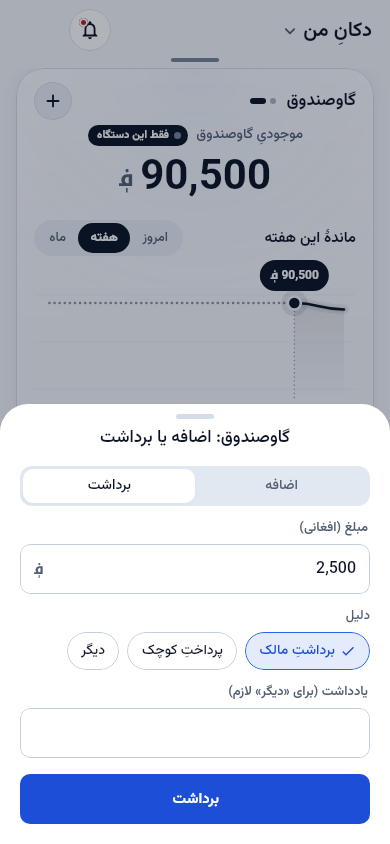 دکانِ من
گاوصندوق
موجودیِ گاوصندوق فقط این دستگاه
90,500 ؋
ماندهٔ این هفته امروز هفته ماه
90,500 ؋
گاوصندوق: اضافه یا برداشت
اضافه برداشت
مبلغ (افغانی)
2,500 ؋
دلیل
برداشتِ مالک پرداختِ کوچک دیگر
یادداشت (برای «دیگر» لازم)
برداشت